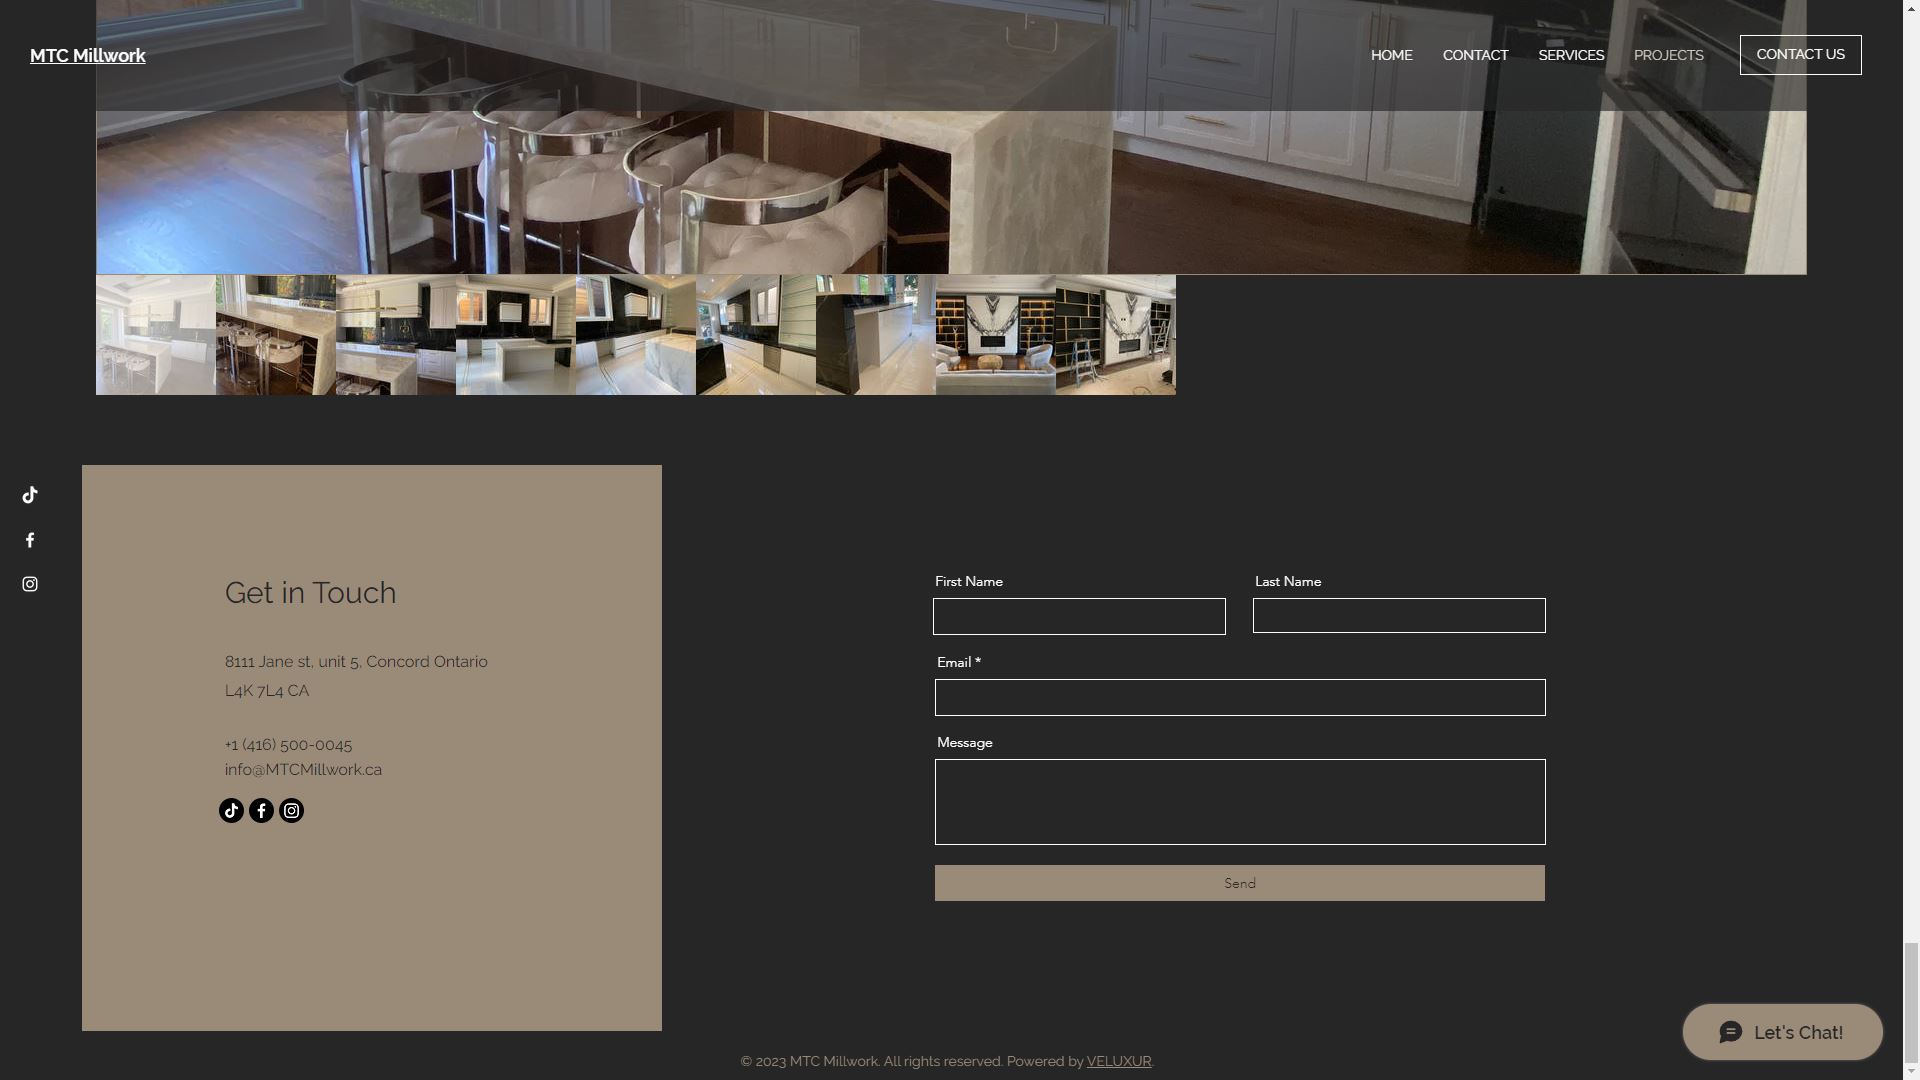 MTC Millwork
HOME
CONTACT
SERVICES
PROJECTS
CONTACT US
Get in Touch
8111 Jane st, unit 5, Concord Ontario
L4K 7L4 CA
+1 (416) 500-0045
info@MTCMillwork.ca
First Name
Last Name
Email *
Message
Send
Let's Chat!
© 2023 MTC Millwork. All rights reserved. Powered by VELUXUR.